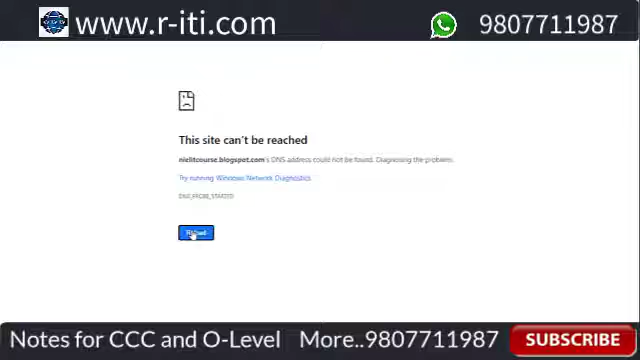 www.r-iti.com
9807711987
This site can't be reached
nielitcourse.blogspot.com's DNS address could not be found. Diagnosing the problem.
Try running Windows Network Diagnostics.
DNS_PROBE_STARTED
Reload
Notes for CCC and O-Level More..9807711987
SUBSCRIBE